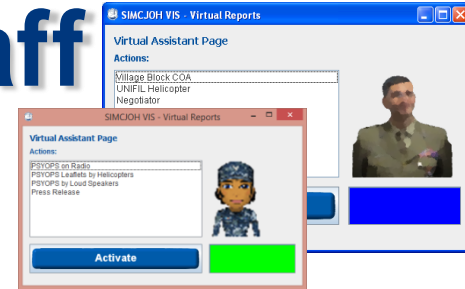 aff
SIMCJOH VIS - Virtual Reports
Virtual Assistant Page
Actions:
Village Block COA
UNIFIL Helicopter
Negotiator
SIMCJOH VIS - Virtual Reports
Virtual Assistant Page
Actions:
PSYOPS on Radio
PSYOPS Leaflets by Helicopters
PSYOPS by Loud Speakers
Press Release
Activate